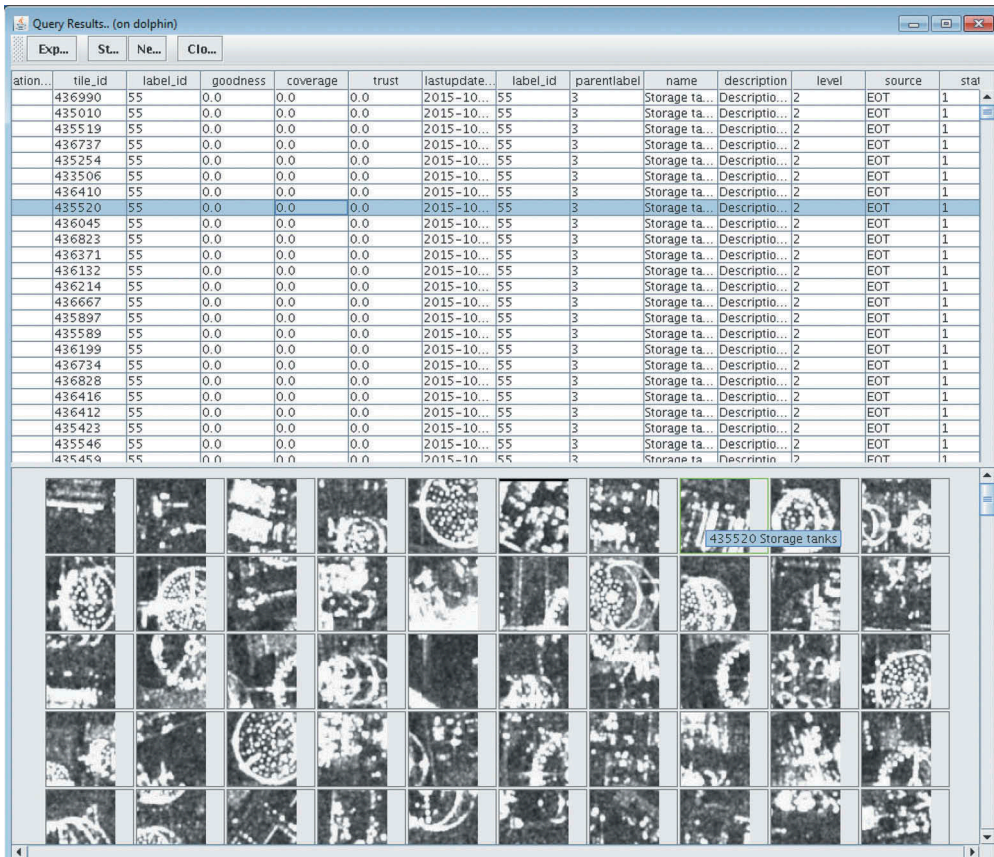 Query Results.. (on dolphin)
Exp... St... Ne... Clo...
ation... tile_id label_id goodness coverage trust lastupdate... label_id parentlabel name description level source stat
436990 55 0.0 0.0 0.0 2015-10... 55 3 Storage ta... Descriptio... 2 EOT 1
435010 55 0.0 0.0 0.0 2015-10... 55 3 Storage ta... Descriptio... 2 EOT 1
435519 55 0.0 0.0 0.0 2015-10... 55 3 Storage ta... Descriptio... 2 EOT 1
436737 55 0.0 0.0 0.0 2015-10... 55 3 Storage ta... Descriptio... 2 EOT 1
435254 55 0.0 0.0 0.0 2015-10... 55 3 Storage ta... Descriptio... 2 EOT 1
433506 55 0.0 0.0 0.0 2015-10... 55 3 Storage ta... Descriptio... 2 EOT 1
436410 55 0.0 0.0 0.0 2015-10... 55 3 Storage ta... Descriptio... 2 EOT 1
435520 55 0.0 0.0 0.0 2015-10... 55 3 Storage ta... Descriptio... 2 EOT 1
436045 55 0.0 0.0 0.0 2015-10... 55 3 Storage ta... Descriptio... 2 EOT 1
436823 55 0.0 0.0 0.0 2015-10... 55 3 Storage ta... Descriptio... 2 EOT 1
436371 55 0.0 0.0 0.0 2015-10... 55 3 Storage ta... Descriptio... 2 EOT 1
436132 55 0.0 0.0 0.0 2015-10... 55 3 Storage ta... Descriptio... 2 EOT 1
436214 55 0.0 0.0 0.0 2015-10... 55 3 Storage ta... Descriptio... 2 EOT 1
436667 55 0.0 0.0 0.0 2015-10... 55 3 Storage ta... Descriptio... 2 EOT 1
435897 55 0.0 0.0 0.0 2015-10... 55 3 Storage ta... Descriptio... 2 EOT 1
435589 55 0.0 0.0 0.0 2015-10... 55 3 Storage ta... Descriptio... 2 EOT 1
436199 55 0.0 0.0 0.0 2015-10... 55 3 Storage ta... Descriptio... 2 EOT 1
436734 55 0.0 0.0 0.0 2015-10... 55 3 Storage ta... Descriptio... 2 EOT 1
436828 55 0.0 0.0 0.0 2015-10... 55 3 Storage ta... Descriptio... 2 EOT 1
436416 55 0.0 0.0 0.0 2015-10... 55 3 Storage ta... Descriptio... 2 EOT 1
436412 55 0.0 0.0 0.0 2015-10... 55 3 Storage ta... Descriptio... 2 EOT 1
435423 55 0.0 0.0 0.0 2015-10... 55 3 Storage ta... Descriptio... 2 EOT 1
435546 55 0.0 0.0 0.0 2015-10... 55 3 Storage ta... Descriptio... 2 EOT 1
435459 55 0.0 0.0 0.0 2015-10... 55 3 Storage ta... Descriptio... 2 EOT 1
435520 Storage tanks